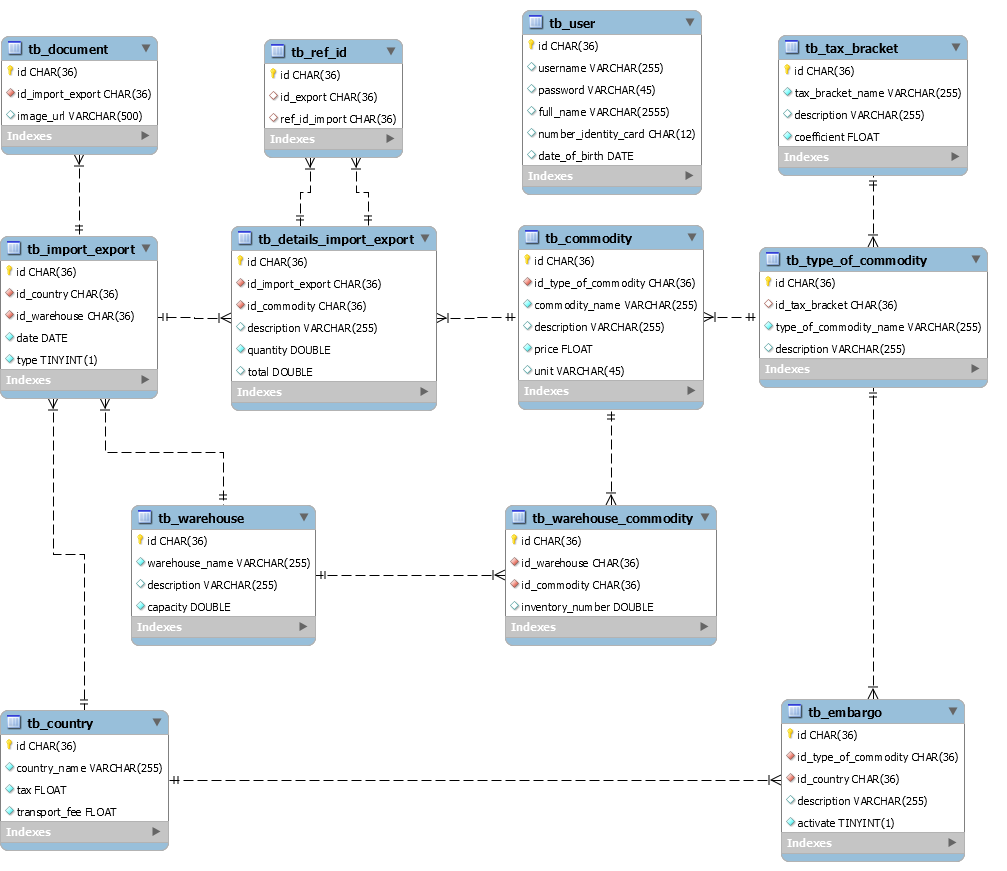 tb_document
id CHAR(36)
id_import_export CHAR(36)
image_url VARCHAR(500)
Indexes
tb_ref_id
id CHAR(36)
id_export CHAR(36)
ref_id_import CHAR(36)
Indexes
tb_user
id CHAR(36)
username VARCHAR(255)
password VARCHAR(45)
full_name VARCHAR(2555)
number_identity_card CHAR(12)
date_of_birth DATE
Indexes
tb_tax_bracket
id CHAR(36)
tax_bracket_name VARCHAR(255)
description VARCHAR(255)
coefficient FLOAT
Indexes
tb_import_export
id CHAR(36)
id_country CHAR(36)
id_warehouse CHAR(36)
date DATE
type TINYINT(1)
Indexes
tb_details_import_export
id CHAR(36)
id_import_export CHAR(36)
id_commodity CHAR(36)
description VARCHAR(255)
quantity DOUBLE
total DOUBLE
Indexes
tb_commodity
id CHAR(36)
id_type_of_commodity CHAR(36)
commodity_name VARCHAR(255)
description VARCHAR(255)
price FLOAT
unit VARCHAR(45)
Indexes
tb_type_of_commodity
id CHAR(36)
id_tax_bracket CHAR(36)
type_of_commodity_name VARCHAR(255)
description VARCHAR(255)
Indexes
tb_warehouse
id CHAR(36)
warehouse_name VARCHAR(255)
description VARCHAR(255)
capacity DOUBLE
Indexes
tb_warehouse_commodity
id CHAR(36)
id_warehouse CHAR(36)
id_commodity CHAR(36)
inventory_number DOUBLE
Indexes
tb_country
id CHAR(36)
country_name VARCHAR(255)
tax FLOAT
transport_fee FLOAT
Indexes
tb_embargo
id CHAR(36)
id_type_of_commodity CHAR(36)
id_country CHAR(36)
description VARCHAR(255)
activate TINYINT(1)
Indexes